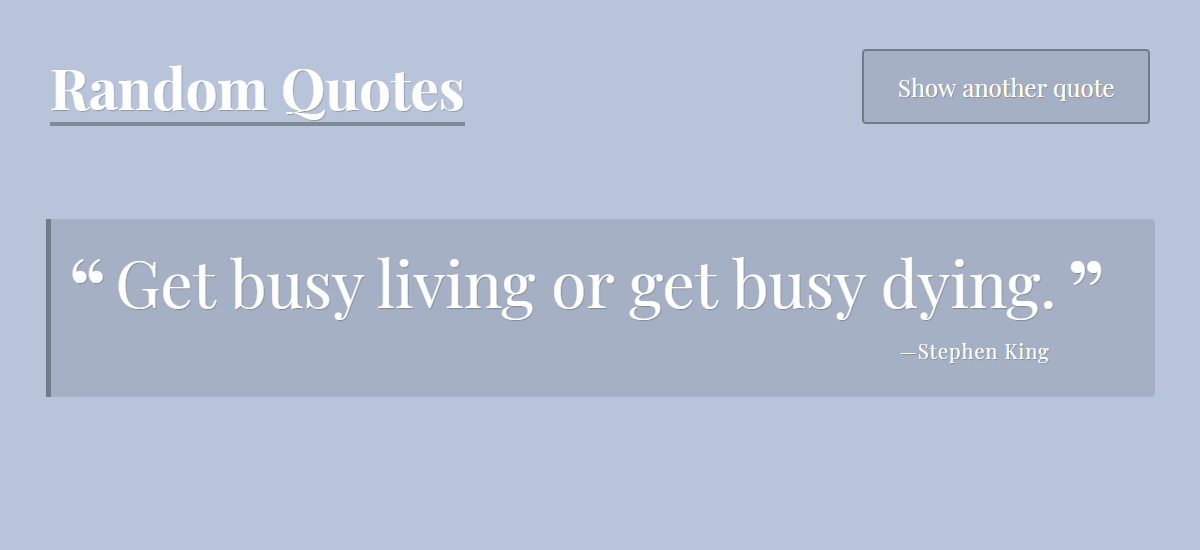 Random Quotes
Show another quote
“ Get busy living or get busy dying. ”
—Stephen King